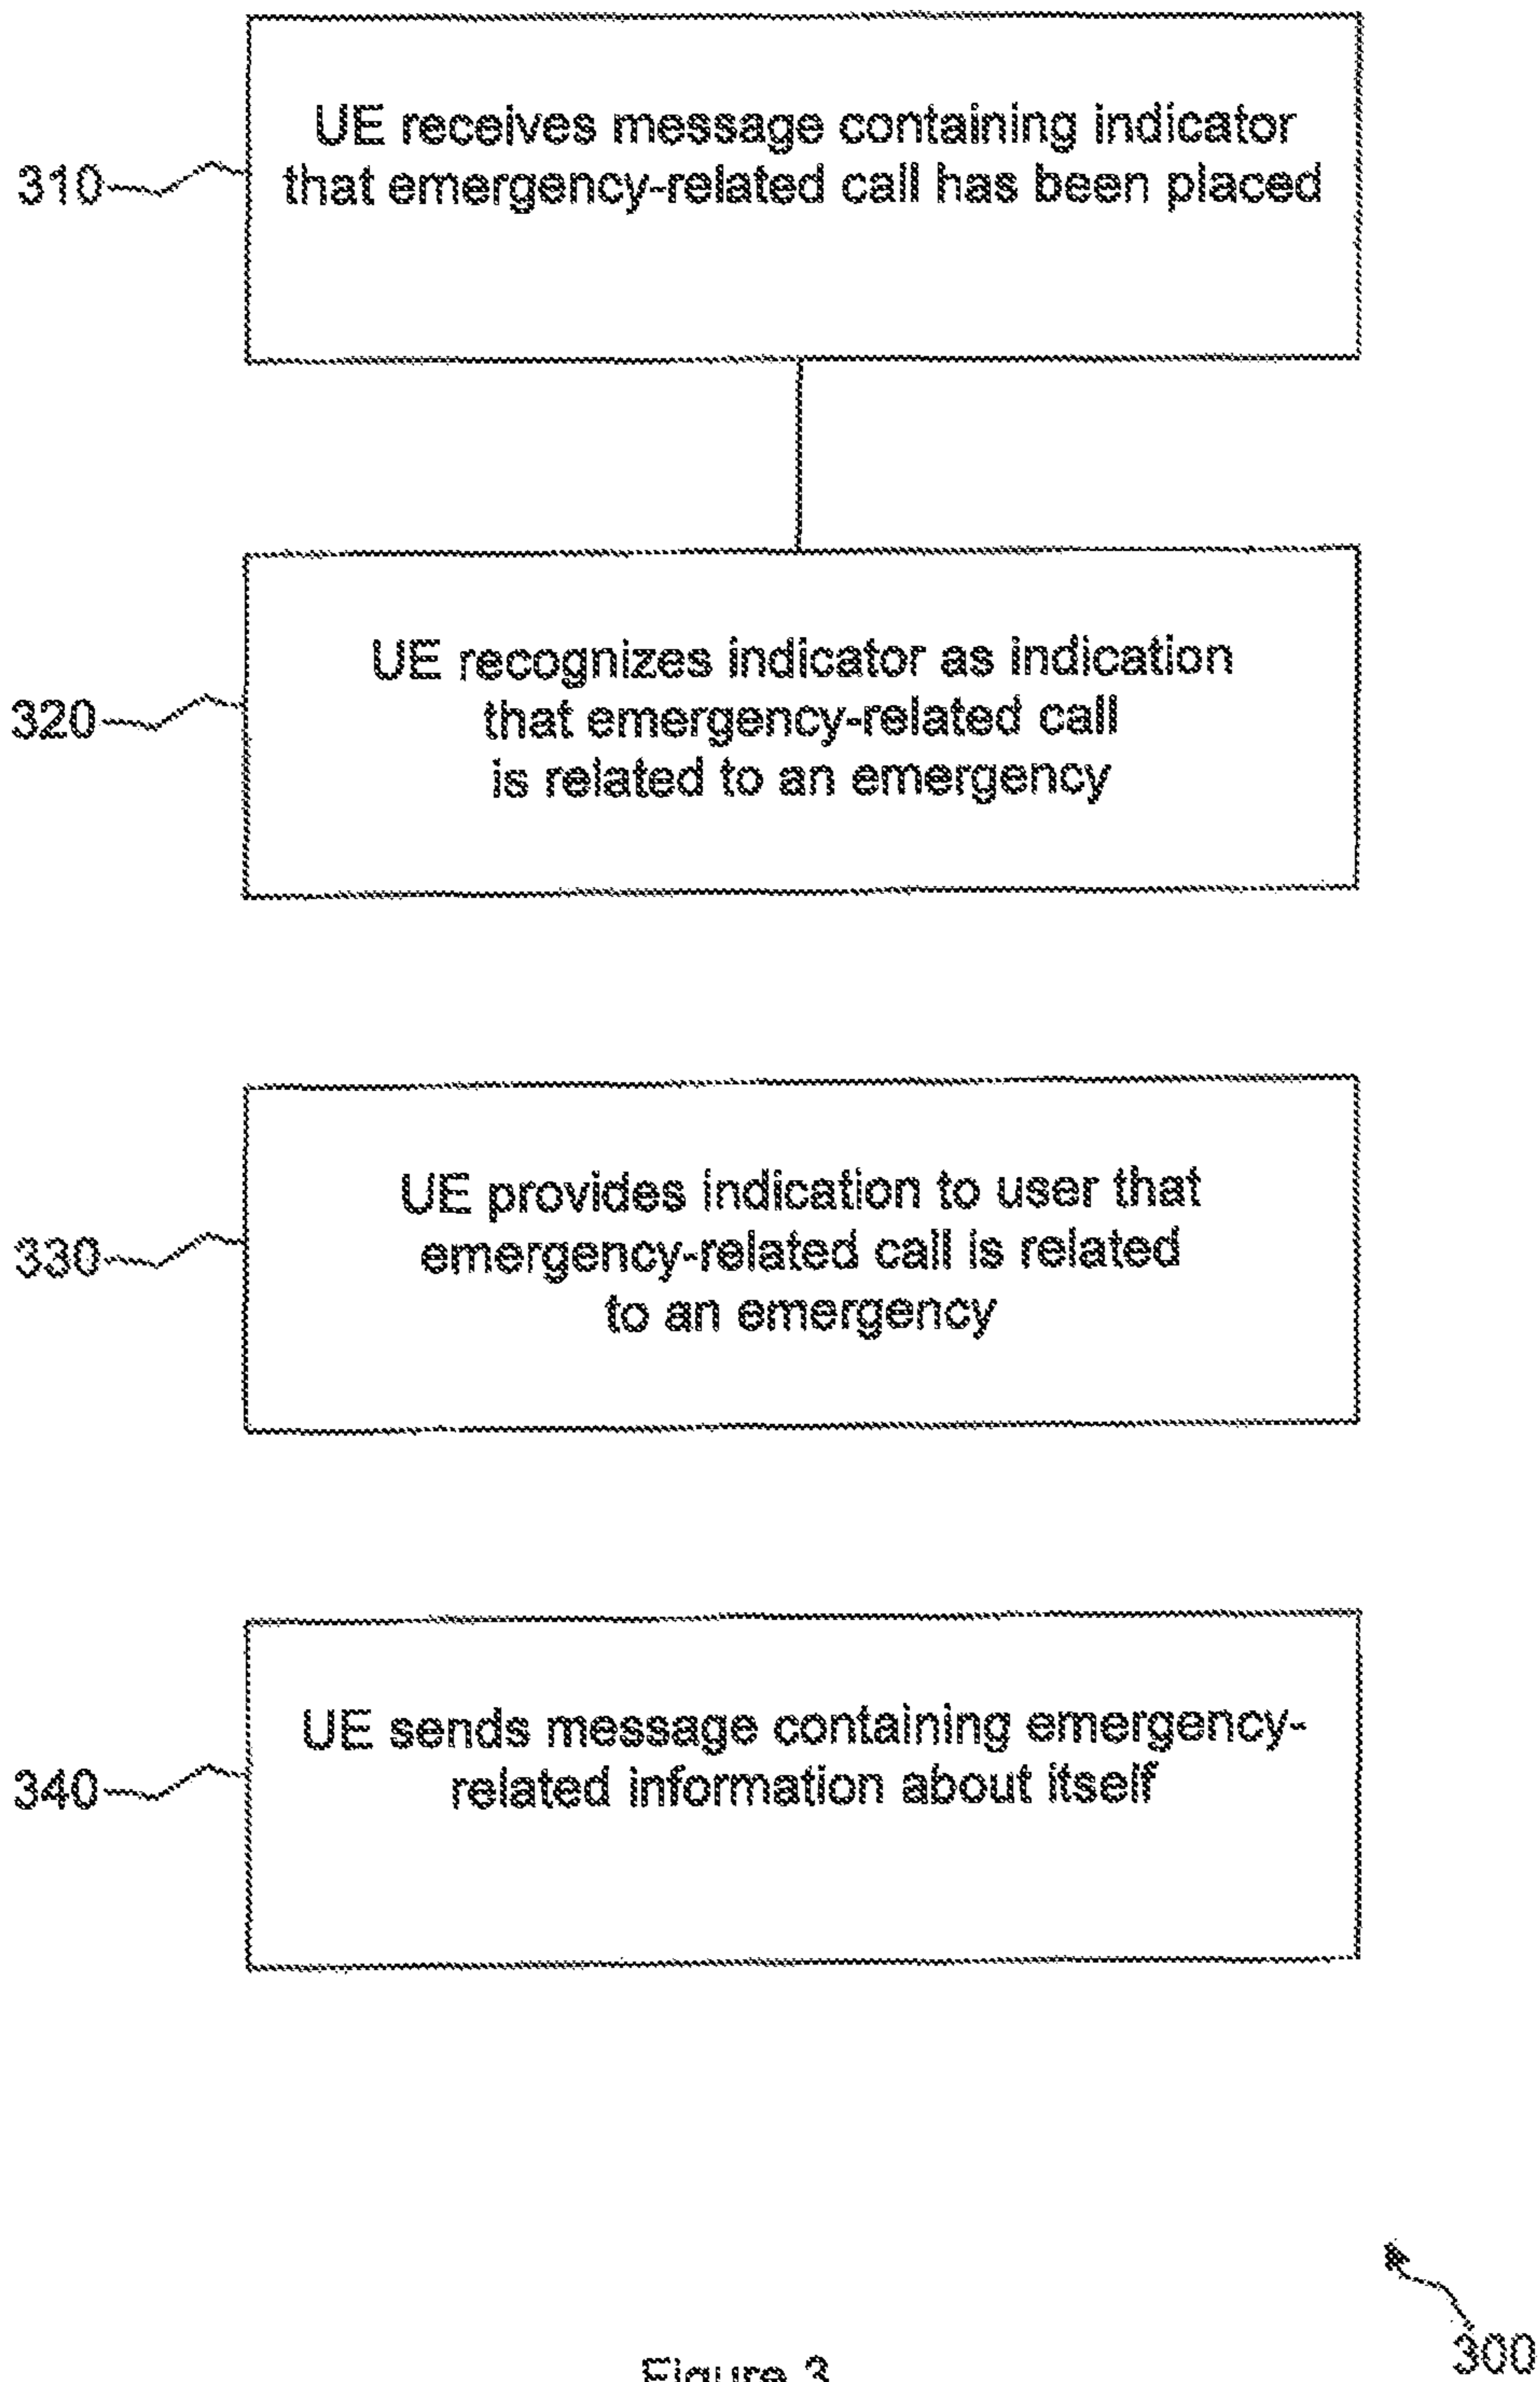 UE receives message containing indicator
that emergency-related call has been placed
310
UE recognizes indicator as indication
that emergency-related call
is related to an emergency
320
UE provides indication to user that
emergency-related call is related
to an emergency
330
UE sends message containing emergency-
related information about itself
340
300
Figure 3